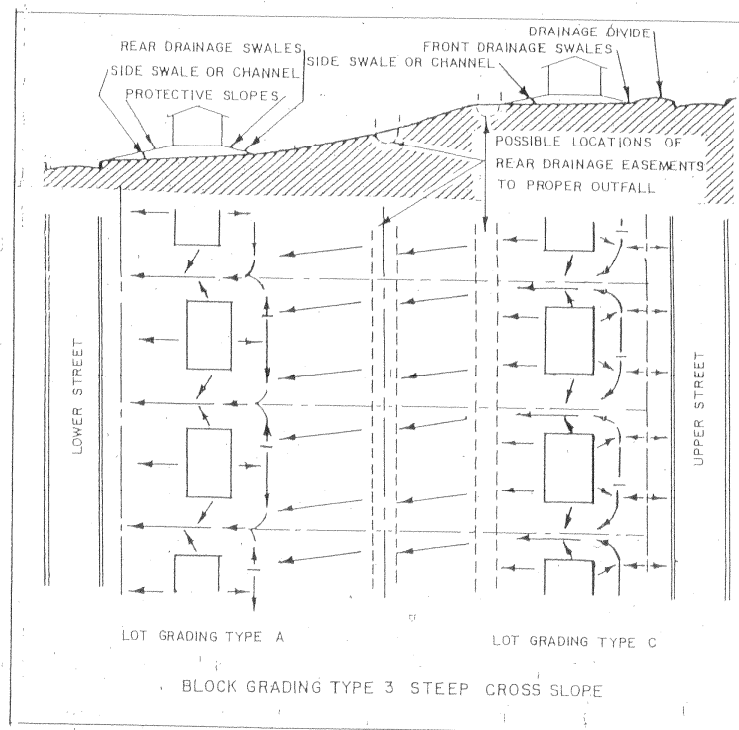 DRAINAGE DIVIDE
REAR DRAINAGE SWALES
FRONT DRAINAGE SWALES
SIDE SWALE OR CHANNEL
SIDE SWALE OR CHANNEL
PROTECTIVE SLOPES
POSSIBLE LOCATIONS OF
REAR DRAINAGE EASEMENTS
TO PROPER OUTFALL
LOWER STREET
UPPER STREET
LOT GRADING TYPE A
LOT GRADING TYPE C
BLOCK GRADING TYPE 3 STEEP CROSS SLOPE